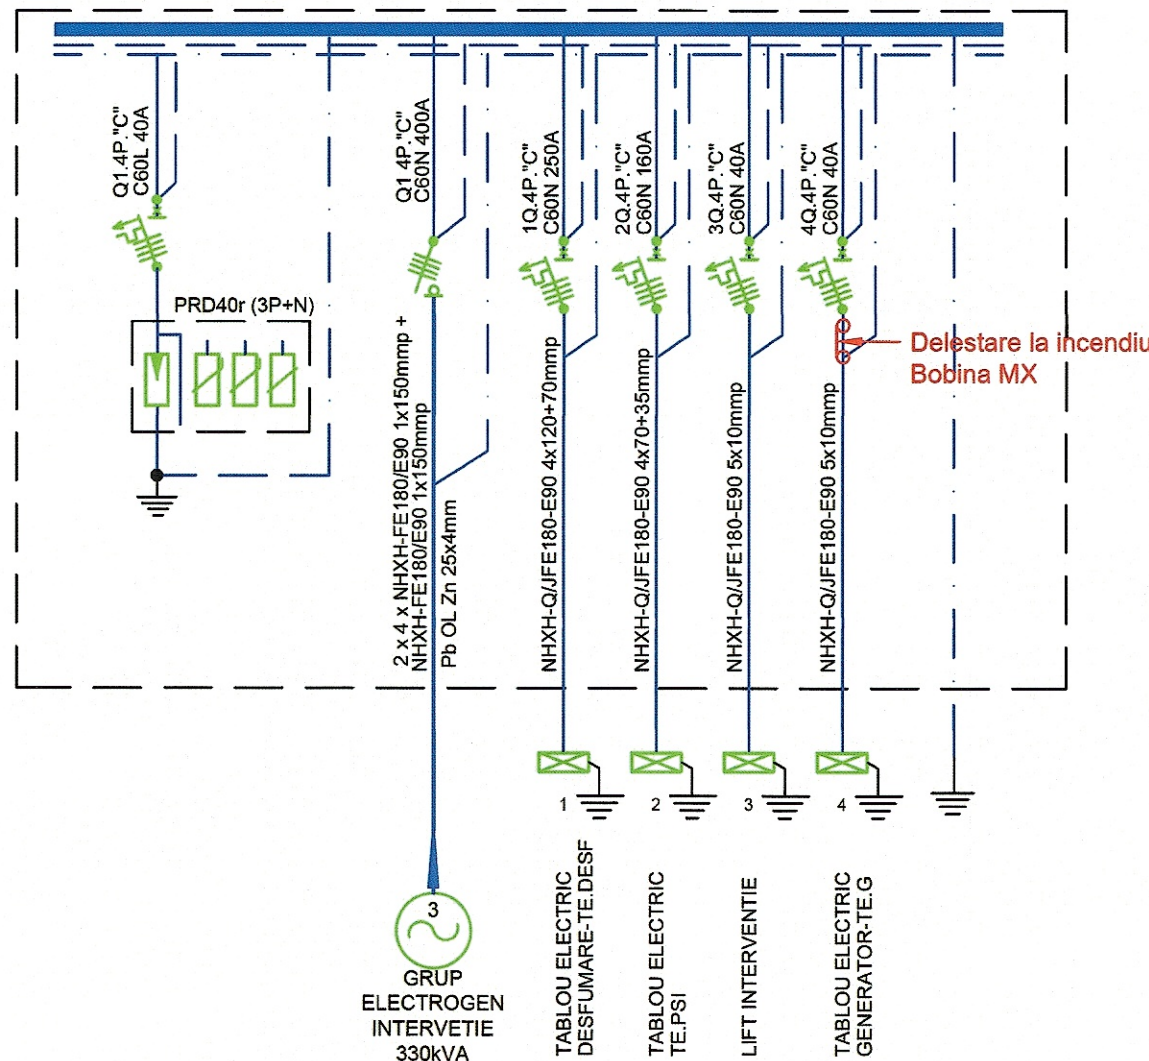 Q1.4P."C"
C60L 40A
PRD40r (3P+N)
Q1 4P."C"
C60N 400A
2 x 4 x NHXH-FE180/E90 1x150mmp +
NHXH-FE180/E90 1x150mmp
Pb OL Zn 25x4mm
1Q.4P."C"
C60N 250A
NHXH-Q/JFE180-E90 4x120+70mmp
2Q.4P."C"
C60N 160A
NHXH-Q/JFE180-E90 4x70+35mmp
3Q.4P."C"
C60N 40A
NHXH-Q/JFE180-E90 5x10mmp
4Q.4P."C"
C60N 40A
NHXH-Q/JFE180-E90 5x10mmp
Delestare la incendiu
Bobina MX
1
2
3
4
3
GRUP
ELECTROGEN
INTERVETIE
330kVA
TABLOU ELECTRIC
DESFUMARE-TE.DESF
TABLOU ELECTRIC
TE.PSI
LIFT INTERVENTIE
TABLOU ELECTRIC
GENERATOR-TE.G